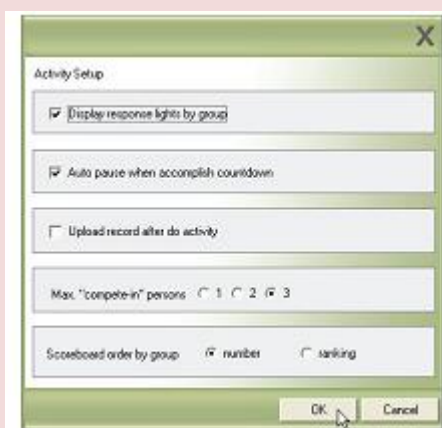 Activity Setup
Display response lights by group
Auto pause when accomplish countdown
Upload record after do activity
Max. "compete-in" persons 1 2 3
Scoreboard order by group number ranking
OK Cancel